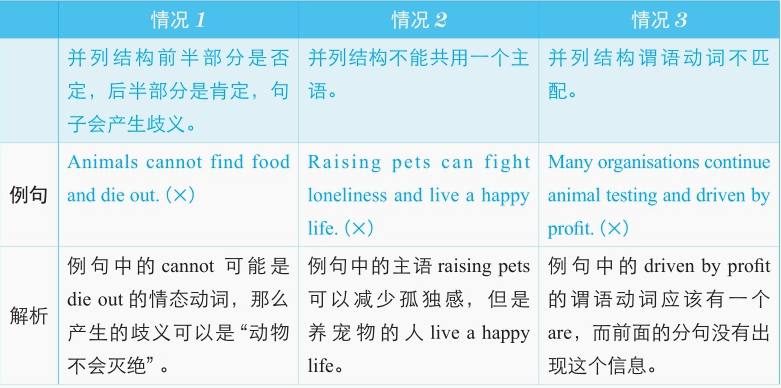 情况 1
情况 2
情况 3
并列结构前半部分是否
定，后半部分是肯定，句
子会产生歧义。
并列结构不能共用一个主
语。
并列结构谓语动词不匹
配。
例句
Animals cannot find food
and die out. (×)
Raising pets can fight
loneliness and live a happy
life. (×)
Many organisations continue
animal testing and driven by
profit. (×)
解析
例句中的 cannot 可能是
die out 的情态动词，那么
产生的歧义可以是“动物
不会灭绝”。
例句中的主语 raising pets
可以减少孤独感，但是
养宠物的人 live a happy
life。
例句中的 driven by profit
的谓语动词应该有一个
are，而前面的分句没有出
现这个信息。